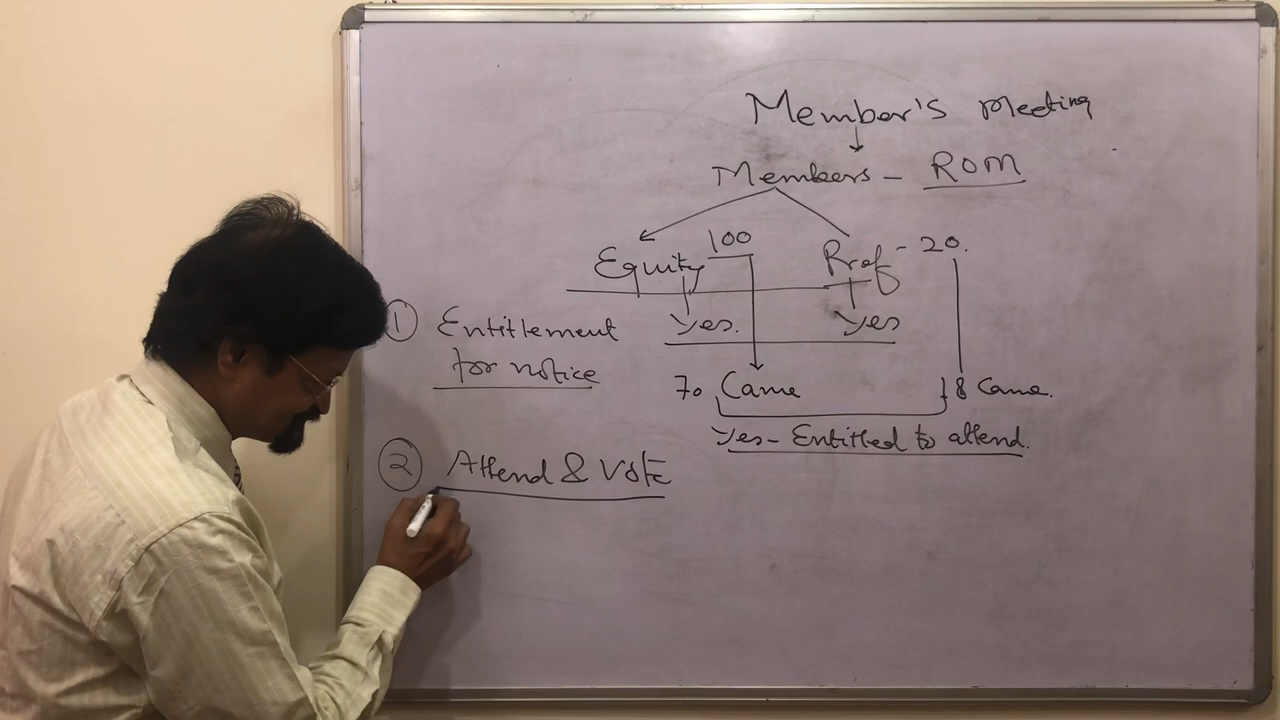 Member's Meeting
Members - ROM
Equity 100 Pref - 20.
① Entitlement Yes. Yes
for notice
70 Came 18 Came.
Yes - Entitled to attend.
② Attend & Vote